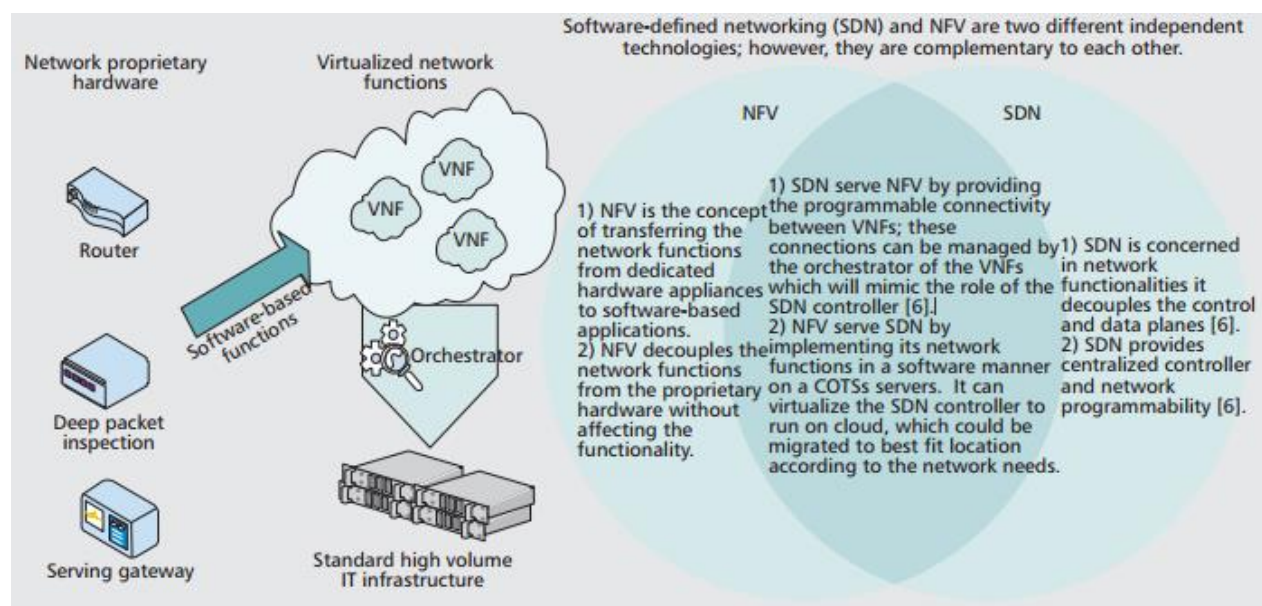 Software-defined networking (SDN) and NFV are two different independent
technologies; however, they are complementary to each other.
Network proprietary
hardware
Router
Deep packet
inspection
Serving gateway
Software-based
functions
Virtualized network
functions
VNF
VNF
VNF
Orchestrator
Standard high volume
IT infrastructure
NFV
1) NFV is the concept
of transferring the
network functions
from dedicated
hardware appliances
to software-based
applications.
2) NFV decouples the
network functions
from the proprietary
hardware without
affecting the
functionality.
1) SDN serve NFV by providing
the programmable connectivity
between VNFs; these
connections can be managed by
the orchestrator of the VNFs
which will mimic the role of the
SDN controller [6].
2) NFV serve SDN by
implementing its network
functions in a software manner
on a COTSs servers. It can
virtualize the SDN controller to
run on cloud, which could be
migrated to best fit location
according to the network needs.
SDN
1) SDN is concerned
in network
functionalities it
decouples the control
and data planes [6].
2) SDN provides
centralized controller
and network
programmability [6].